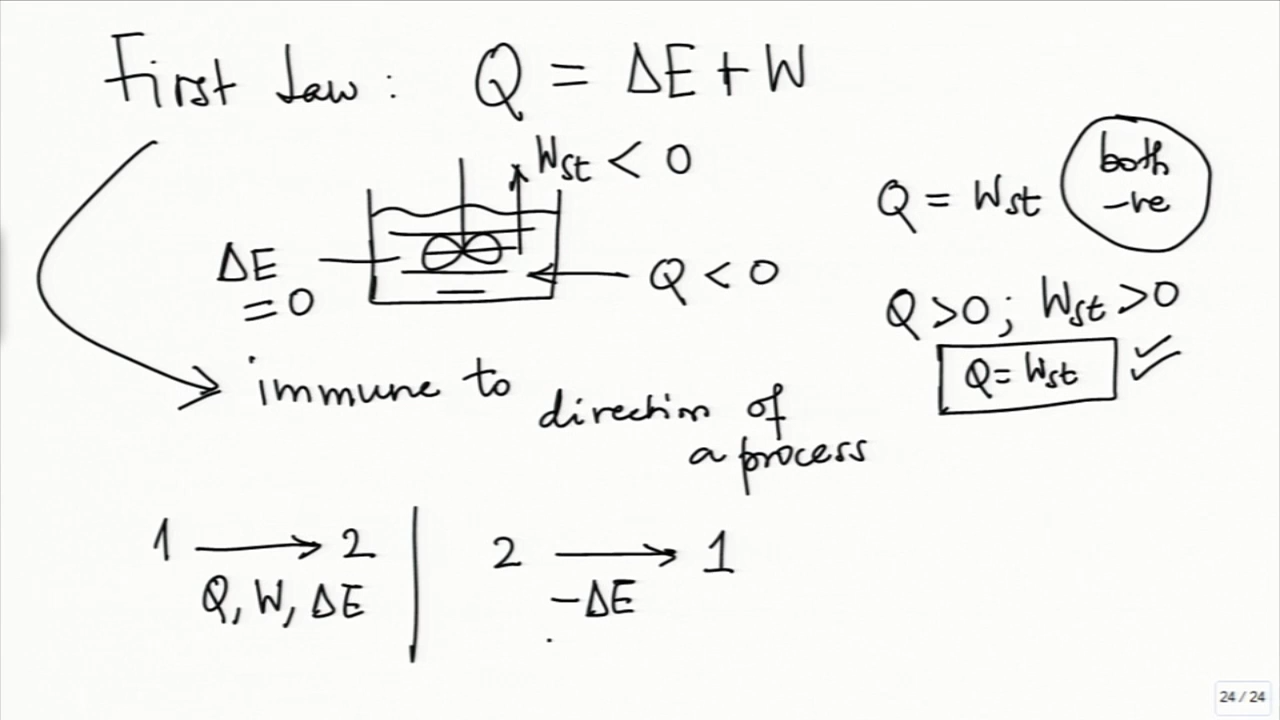 First Law: Q = ΔE + W
W_st < 0
ΔE
= 0
Q < 0
Q = W_st
both
-ve
Q > 0; W_st > 0
Q = W_st
immune to
direction of
a process
1 → 2
Q, W, ΔE
2 → 1
-ΔE
24 / 24